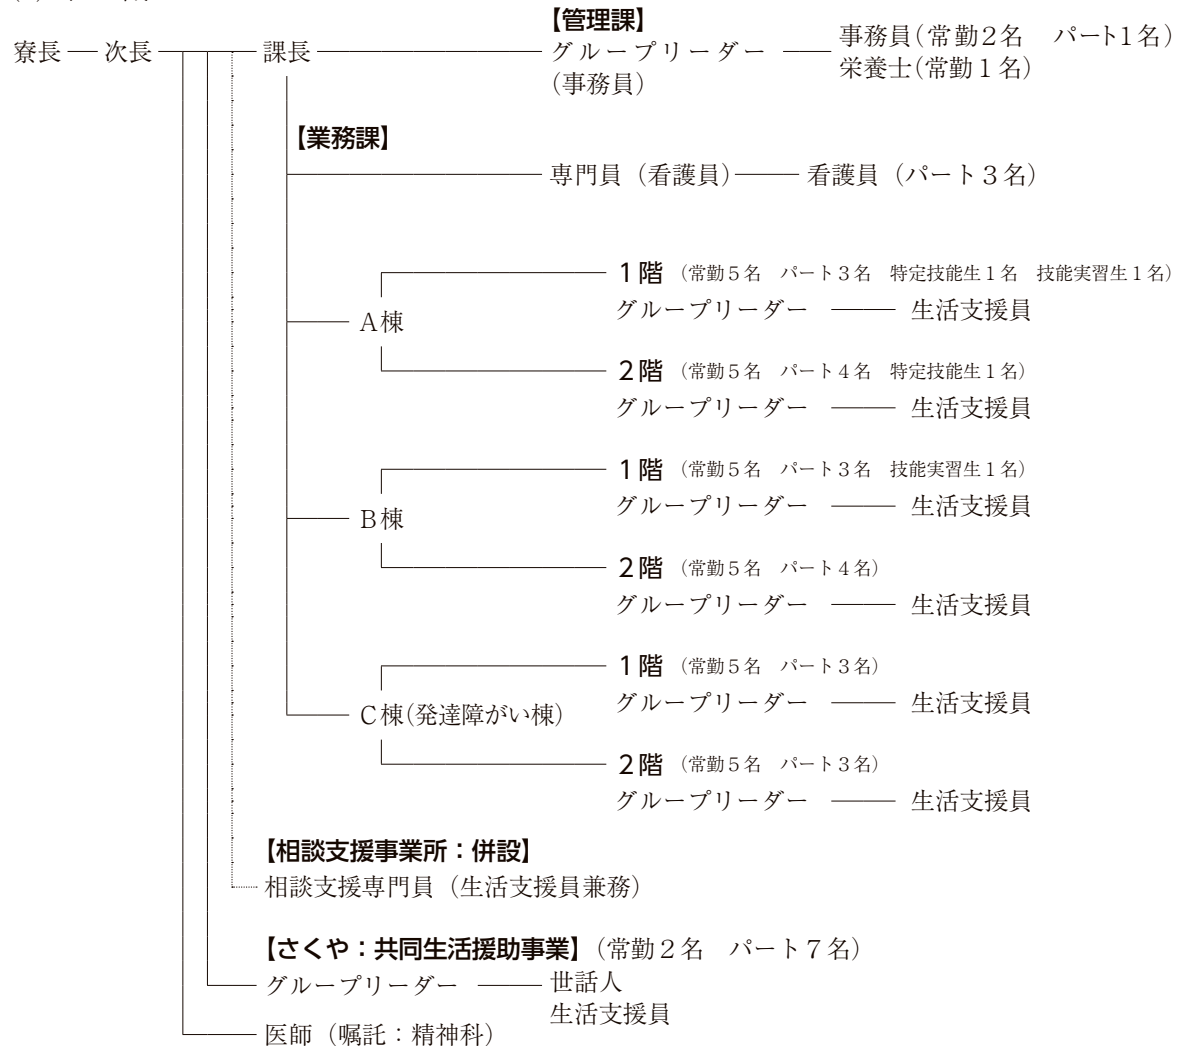 【管理課】
寮長 次長 課長 グループリーダー 事務員(常勤2名 パート1名)
(事務員) 栄養士(常勤1名)
【業務課】
専門員(看護員) 看護員(パート3名)
1階 (常勤5名 パート3名 特定技能生1名 技能実習生1名)
グループリーダー 生活支援員
A棟
2階 (常勤5名 パート4名 特定技能生1名)
グループリーダー 生活支援員
1階 (常勤5名 パート3名 技能実習生1名)
グループリーダー 生活支援員
B棟
2階 (常勤5名 パート4名)
グループリーダー 生活支援員
1階 (常勤5名 パート3名)
グループリーダー 生活支援員
C棟(発達障がい棟)
2階 (常勤5名 パート3名)
グループリーダー 生活支援員
【相談支援事業所：併設】
相談支援専門員(生活支援員兼務)
【さくや：共同生活援助事業】(常勤2名 パート7名)
グループリーダー 世話人
生活支援員
医師(嘱託：精神科)